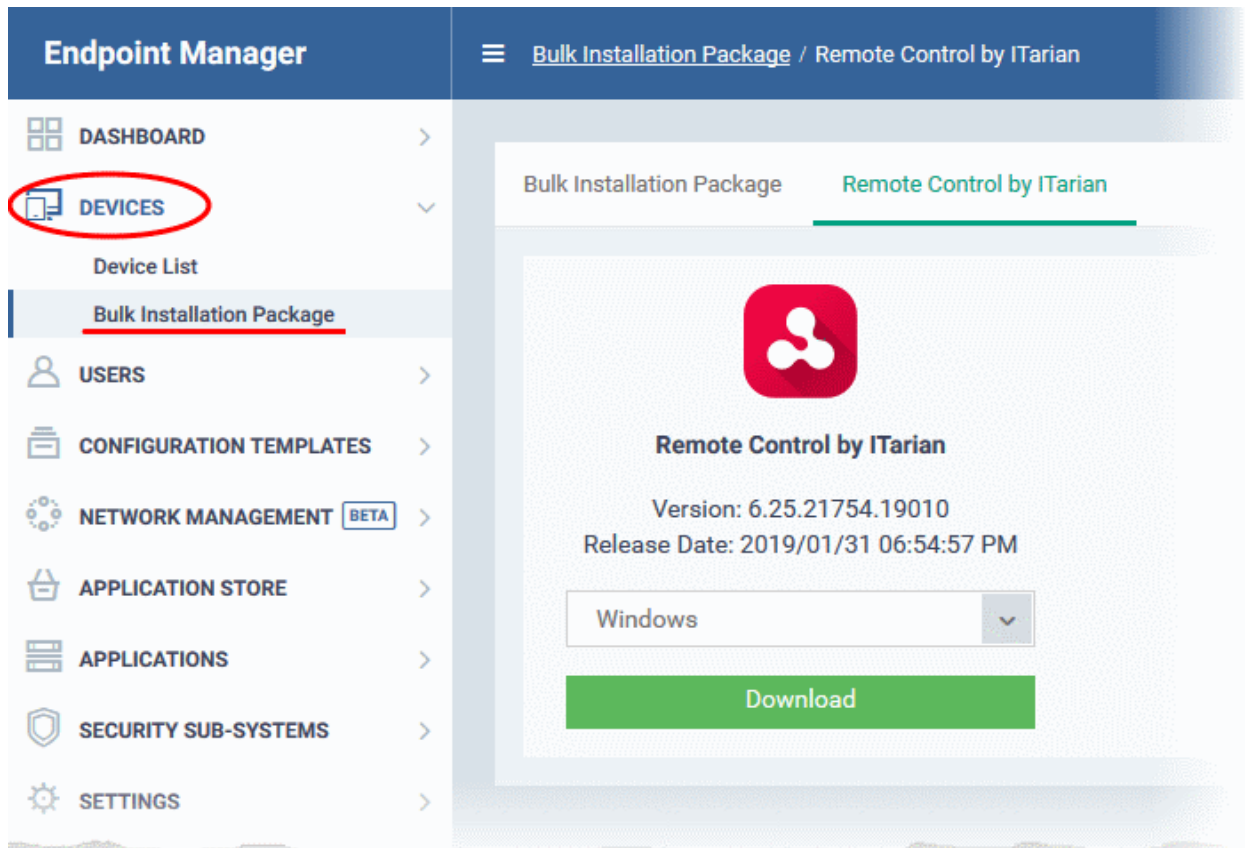 Endpoint Manager
Bulk Installation Package / Remote Control by ITarian
DASHBOARD
DEVICES
Device List
Bulk Installation Package
USERS
CONFIGURATION TEMPLATES
NETWORK MANAGEMENT BETA
APPLICATION STORE
APPLICATIONS
SECURITY SUB-SYSTEMS
SETTINGS
Bulk Installation Package
Remote Control by ITarian
Remote Control by ITarian
Version: 6.25.21754.19010
Release Date: 2019/01/31 06:54:57 PM
Windows
Download